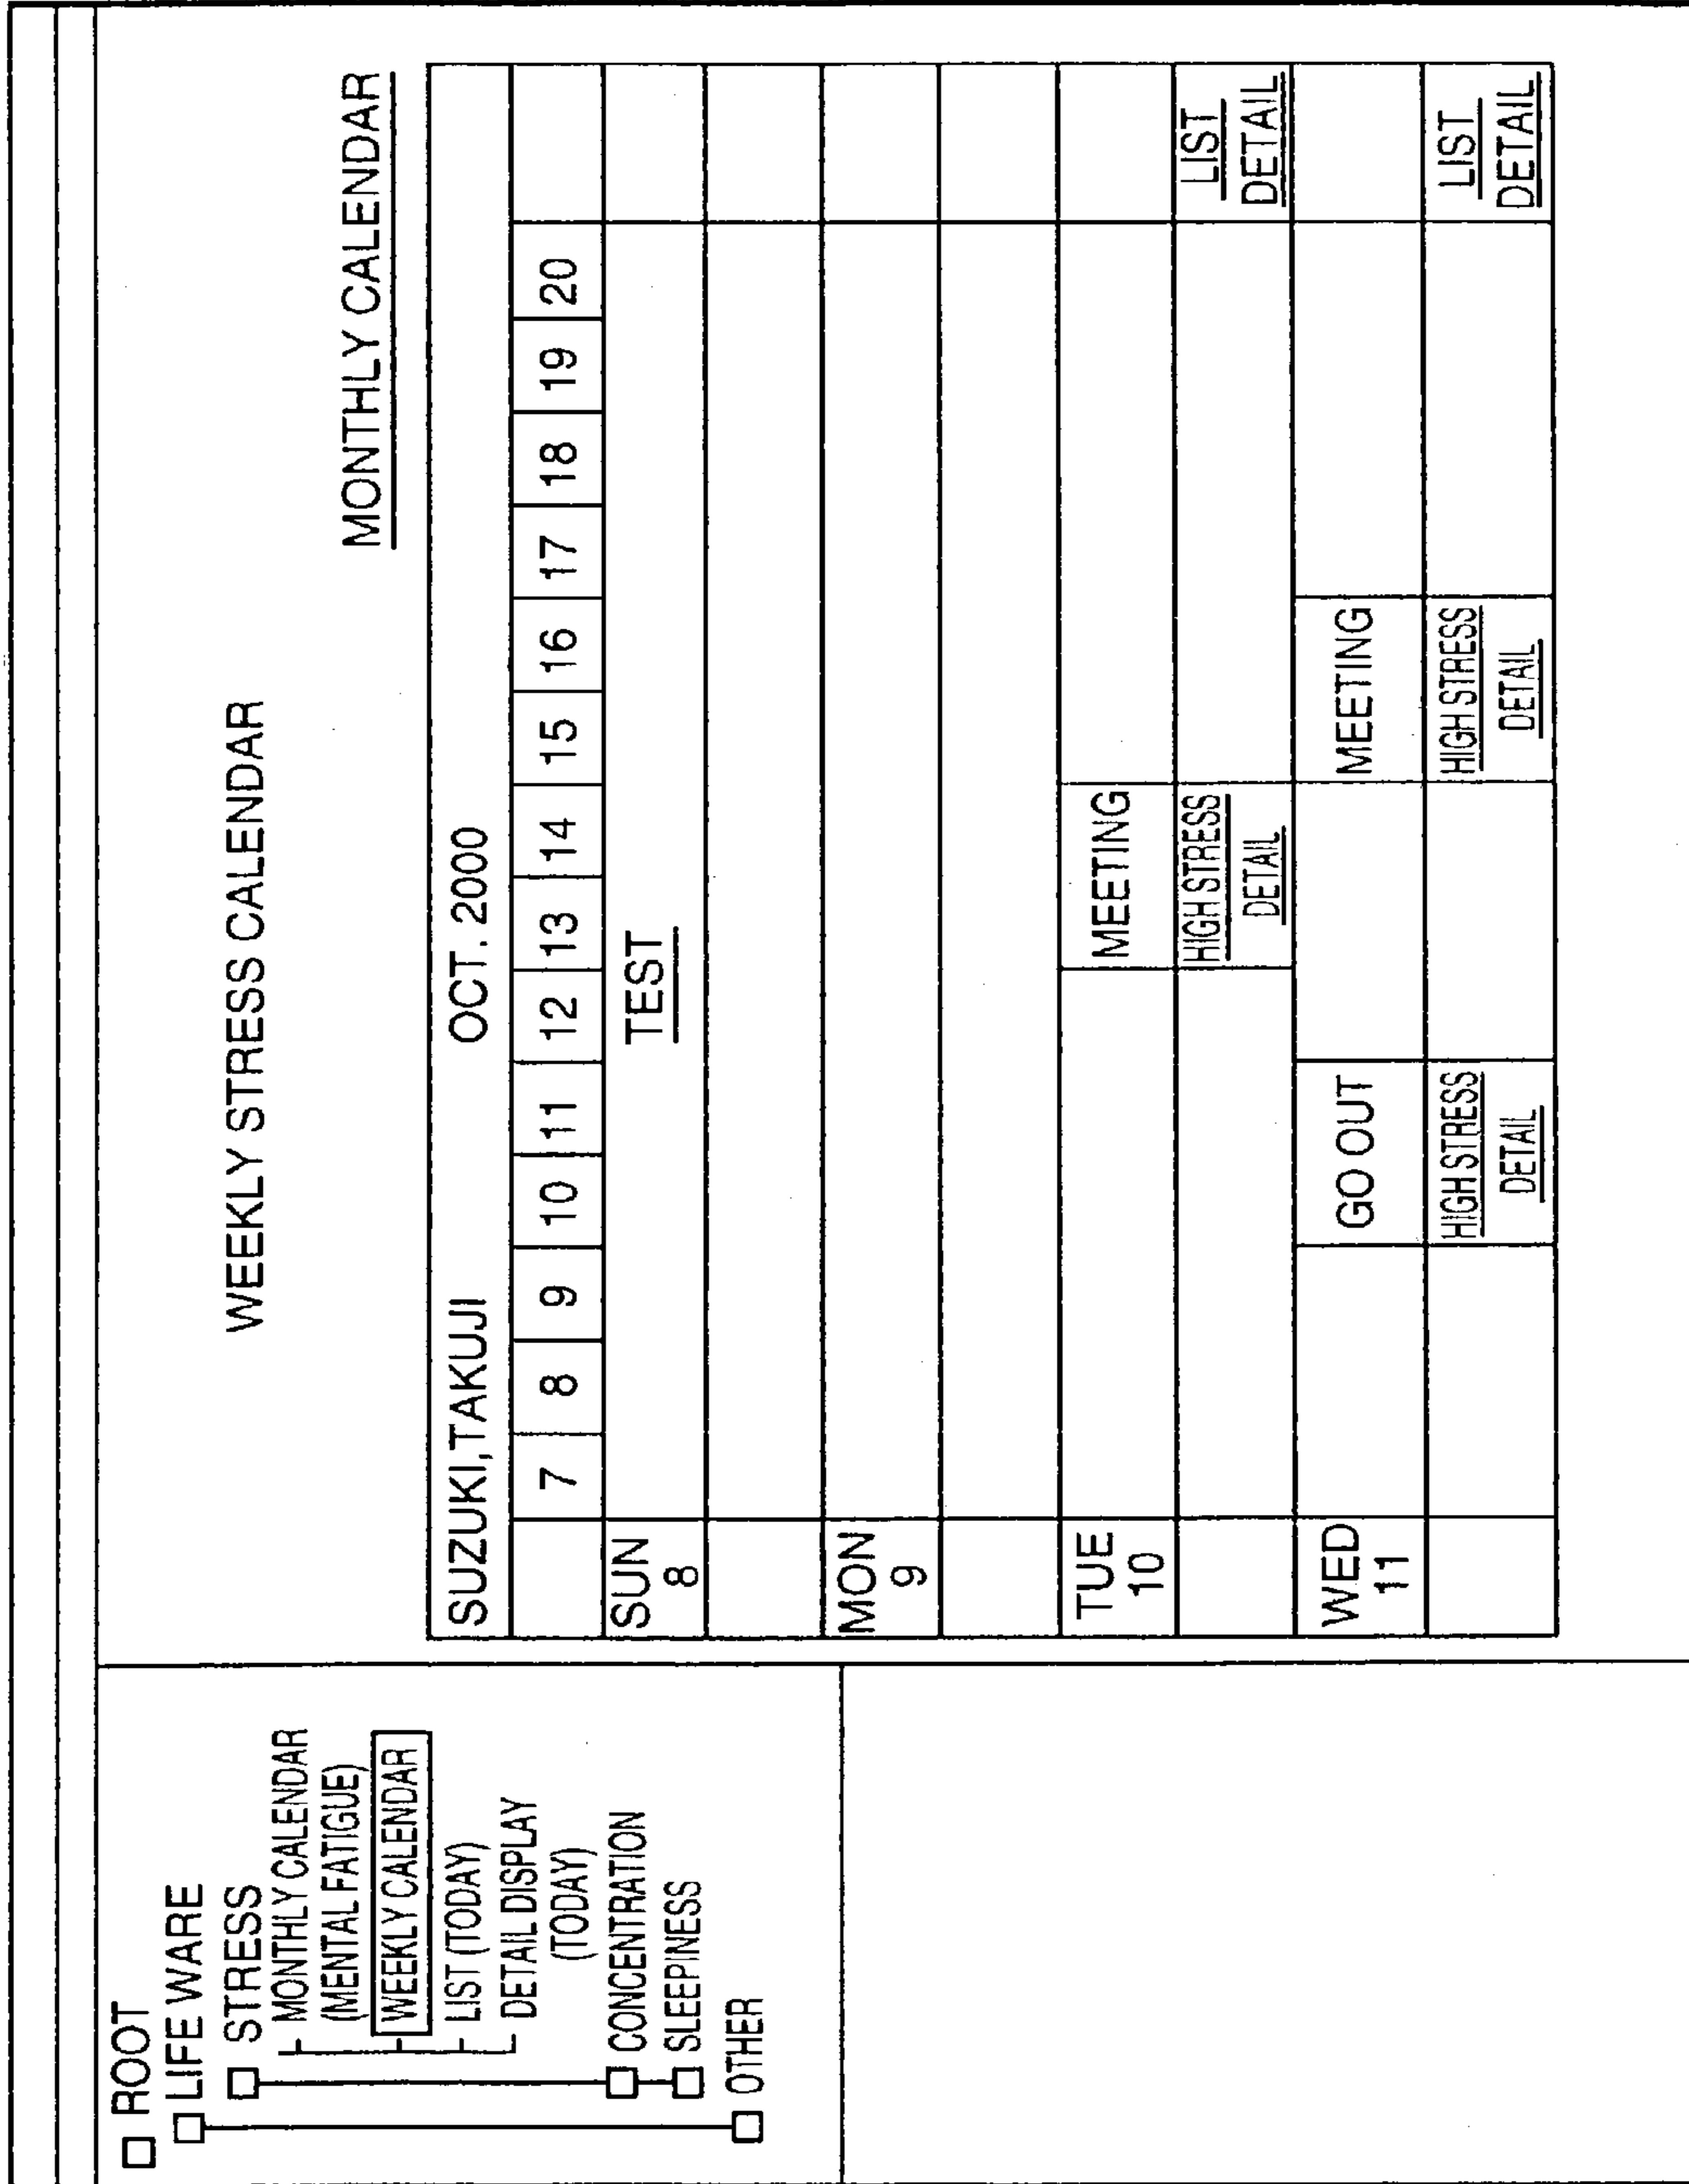 ROOT
LIFE WARE
STRESS
MONTHLY CALENDAR
(MENTAL FATIGUE)
WEEKLY CALENDAR
LIST (TODAY)
DETAIL DISPLAY
(TODAY)
CONCENTRATION
SLEEPINESS
OTHER
WEEKLY STRESS CALENDAR
MONTHLY CALENDAR
SUZUKI,TAKUJI OCT. 2000
7 8 9 10 11 12 13 14 15 16 17 18 19 20
SUN
8
TEST
MON
9
TUE
10
MEETING
HIGH STRESS
DETAIL
LIST
DETAIL
WED
11
GO OUT
MEETING
HIGH STRESS
DETAIL
HIGH STRESS
DETAIL
LIST
DETAIL